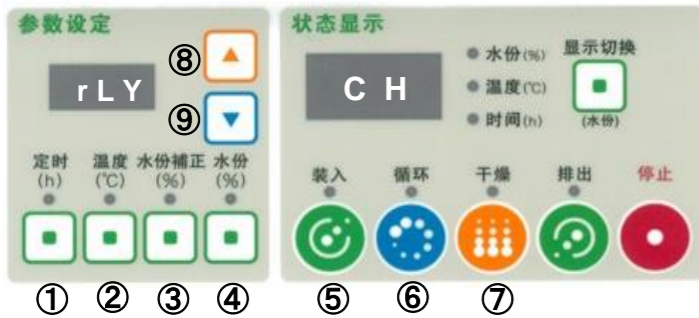 参数设定
⑧
rLY
⑨
定时 温度 水份补正 水份
(h) (℃) (%) (%)
① ② ③ ④
状态显示
CH
水份(%)
温度(℃)
时间(h)
显示切换
(水份)
装入 循环 干燥 排出 停止
⑤ ⑥ ⑦